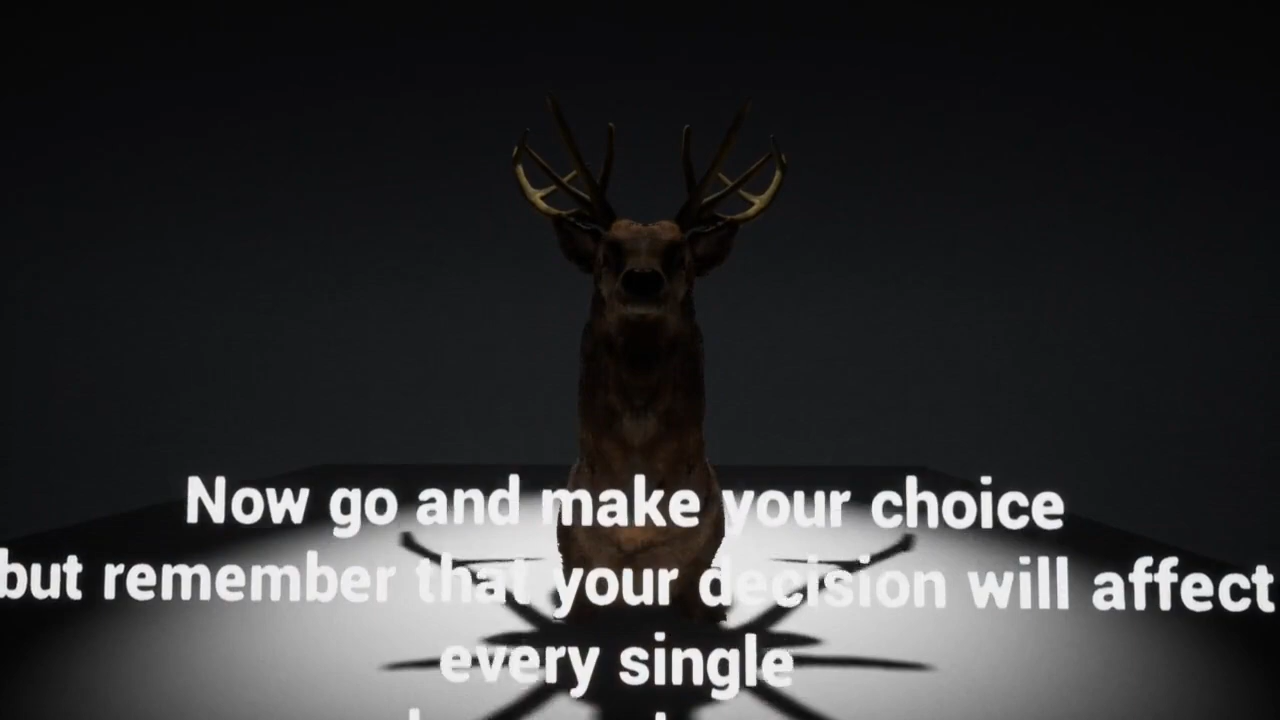 Now go and make your choice
but remember that your decision will affect
every single